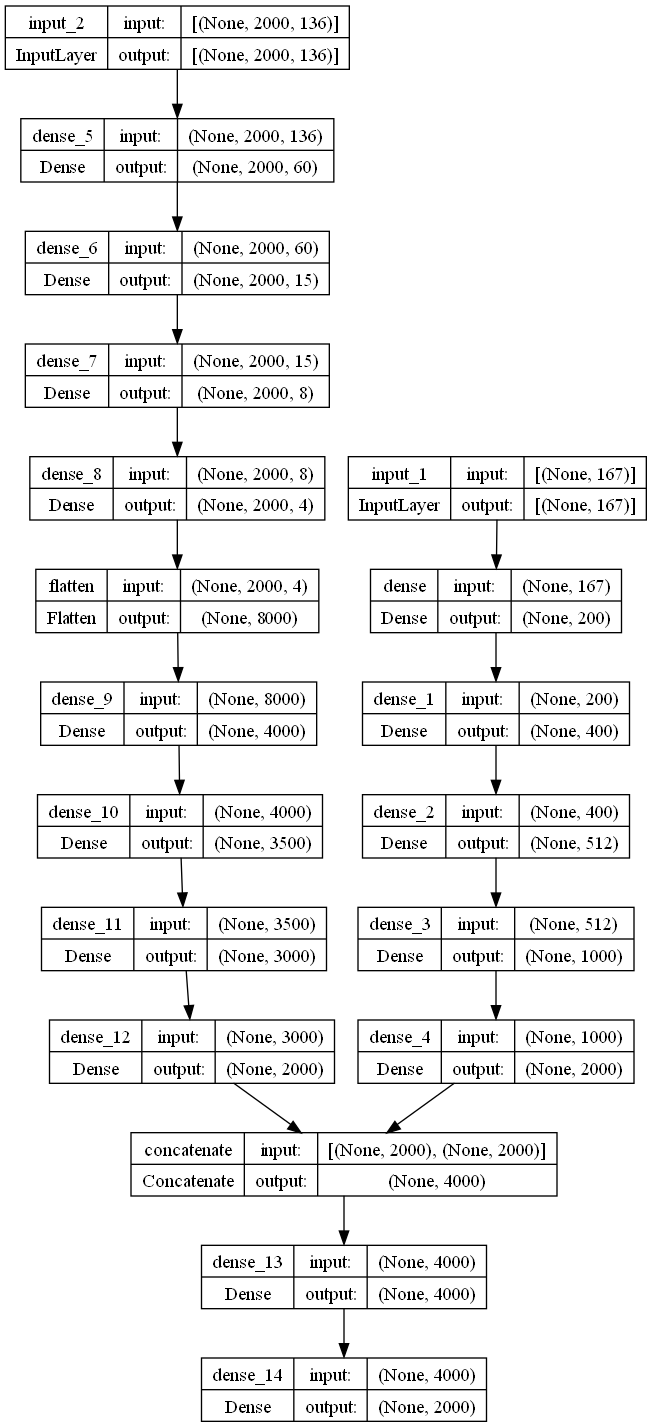 input_2 input: [(None, 2000, 136)]
InputLayer output: [(None, 2000, 136)]
dense_5 input: (None, 2000, 136)
Dense output: (None, 2000, 60)
dense_6 input: (None, 2000, 60)
Dense output: (None, 2000, 15)
dense_7 input: (None, 2000, 15)
Dense output: (None, 2000, 8)
dense_8 input: (None, 2000, 8)
Dense output: (None, 2000, 4)
input_1 input: [(None, 167)]
InputLayer output: [(None, 167)]
flatten input: (None, 2000, 4)
Flatten output: (None, 8000)
dense input: (None, 167)
Dense output: (None, 200)
dense_9 input: (None, 8000)
Dense output: (None, 4000)
dense_1 input: (None, 200)
Dense output: (None, 400)
dense_10 input: (None, 4000)
Dense output: (None, 3500)
dense_2 input: (None, 400)
Dense output: (None, 512)
dense_11 input: (None, 3500)
Dense output: (None, 3000)
dense_3 input: (None, 512)
Dense output: (None, 1000)
dense_12 input: (None, 3000)
Dense output: (None, 2000)
dense_4 input: (None, 1000)
Dense output: (None, 2000)
concatenate input: [(None, 2000), (None, 2000)]
Concatenate output: (None, 4000)
dense_13 input: (None, 4000)
Dense output: (None, 4000)
dense_14 input: (None, 4000)
Dense output: (None, 2000)